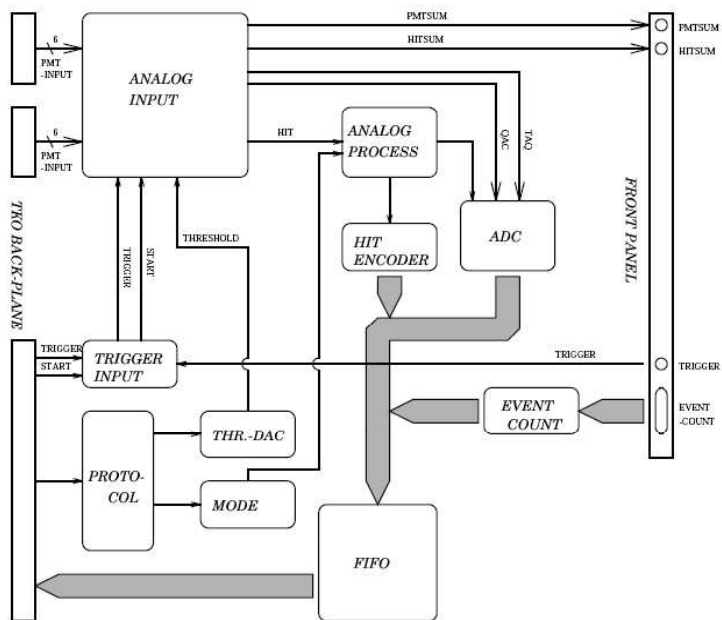 PMTSUM
PMTSUM
6
HITSUM
HITSUM
PMT
-INPUT
ANALOG
INPUT
6
PMT
-INPUT
HIT
ANALOG
PROCESS
QAC
TAQ
FRONT PANEL
TKO BACK-PLANE
TRIGGER
START
THRESHOLD
HIT
ENCODER
ADC
TRIGGER
START
TRIGGER
INPUT
TRIGGER
TRIGGER
EVENT
COUNT
EVENT
-COUNT
THR.-DAC
PROTO-
COL
MODE
FIFO